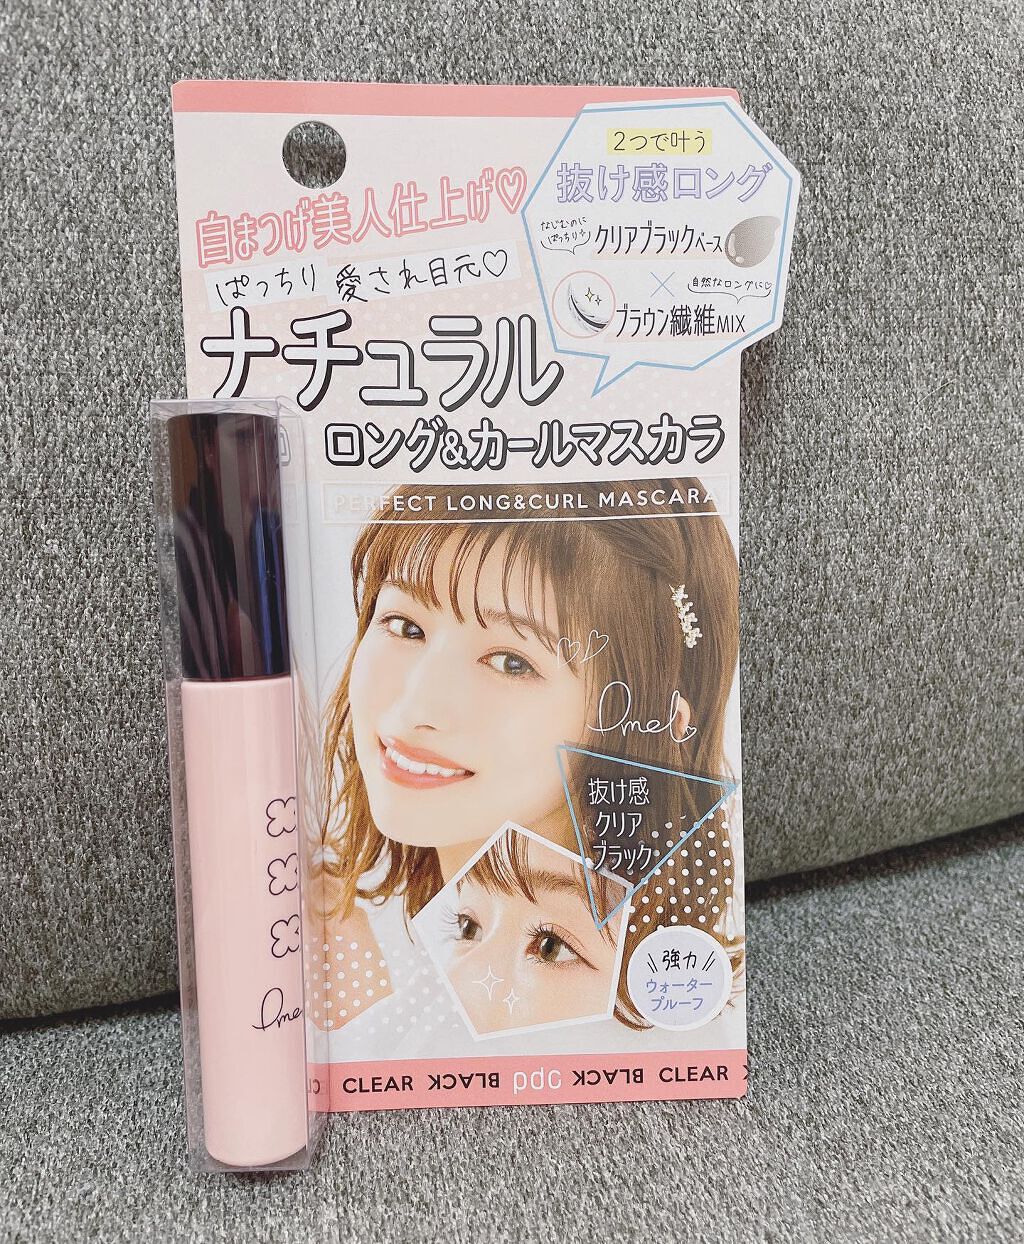 自まつげ美人仕上げ♡
ぱっちり 愛され目元♡
2つで叶う
抜け感ロング
なじむのに
ぱっちり
クリアブラックベース
×
自然なロングに♡
ブラウン繊維MIX
ナチュラル
ロング&カールマスカラ
PERFECT LONG&CURL MASCARA
Pmel
抜け感
クリア
ブラック
\\ 強力 //
ウォーター
プルーフ
Pme
CLEAR BLACK pdc BLACK CLEAR